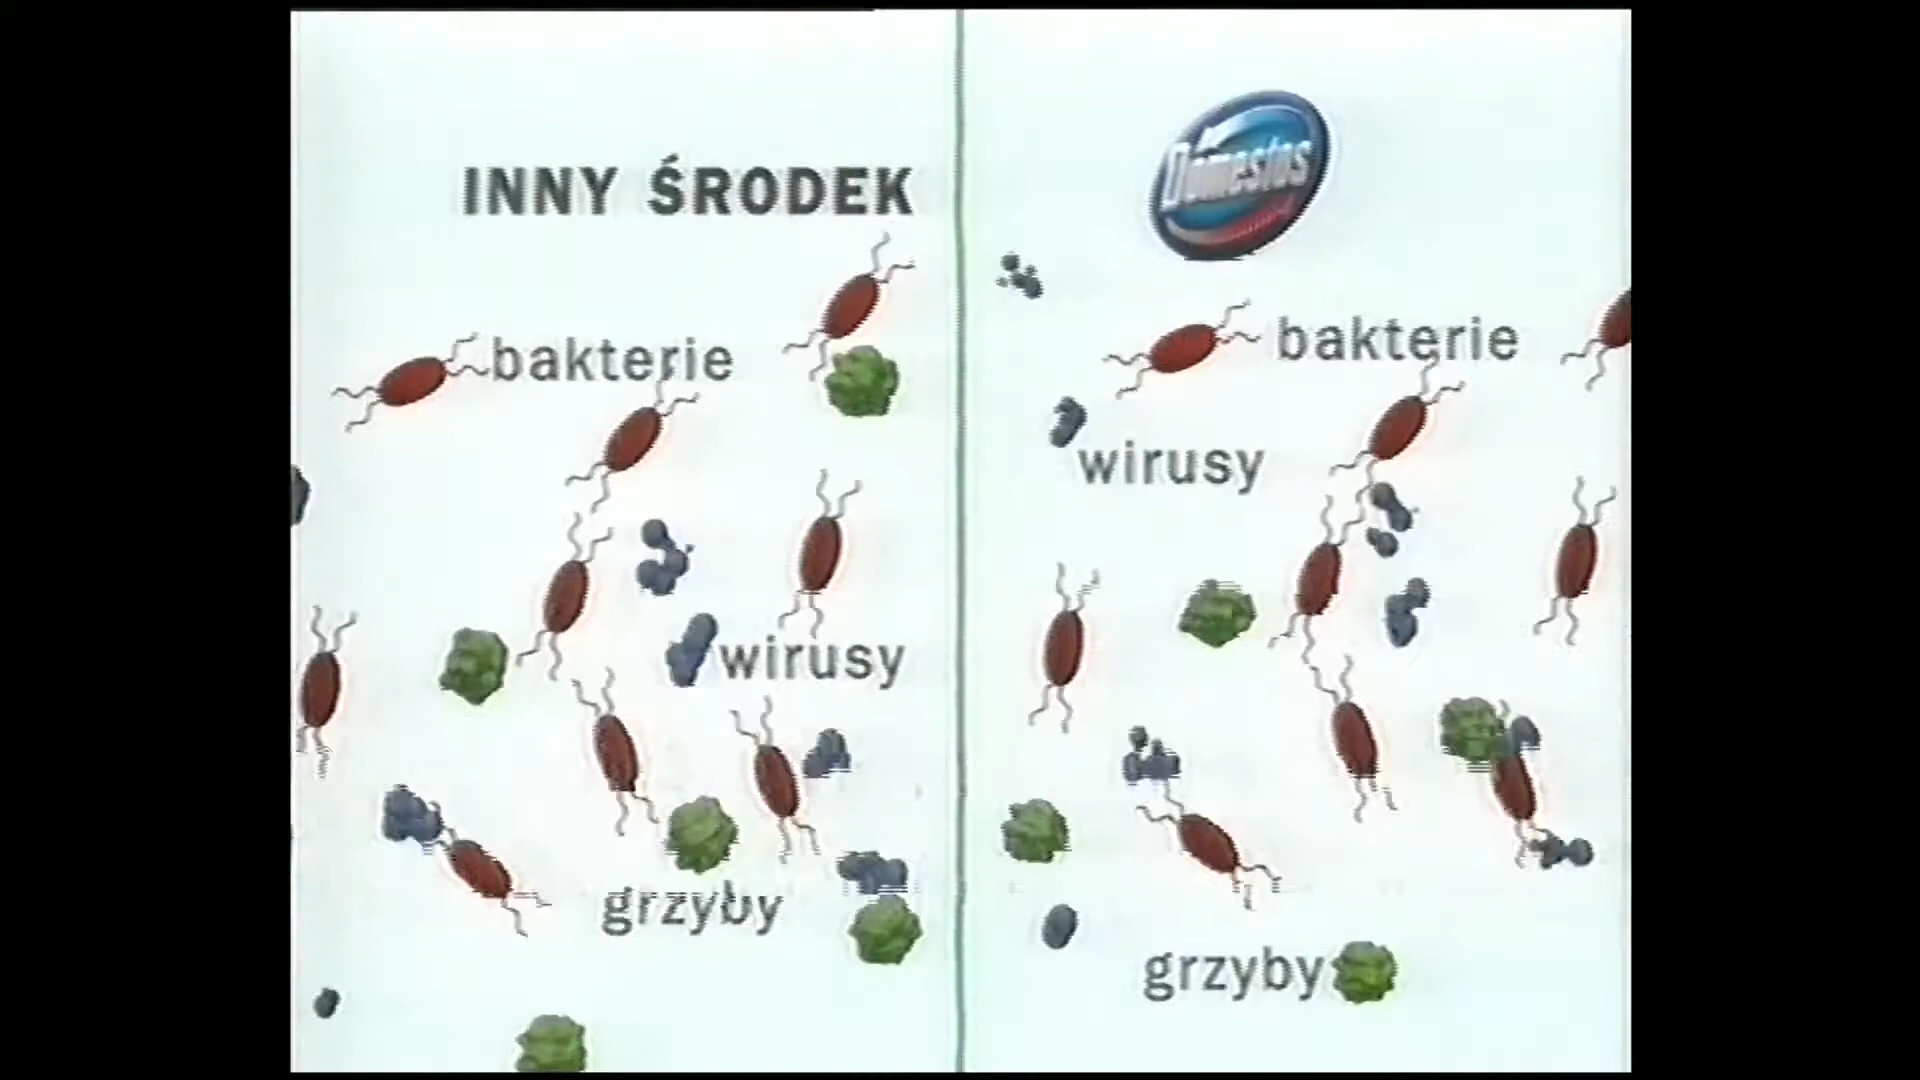 INNY ŚRODEK
bakterie
wirusy
grzyby
Domestos
bakterie
wirusy
grzyby